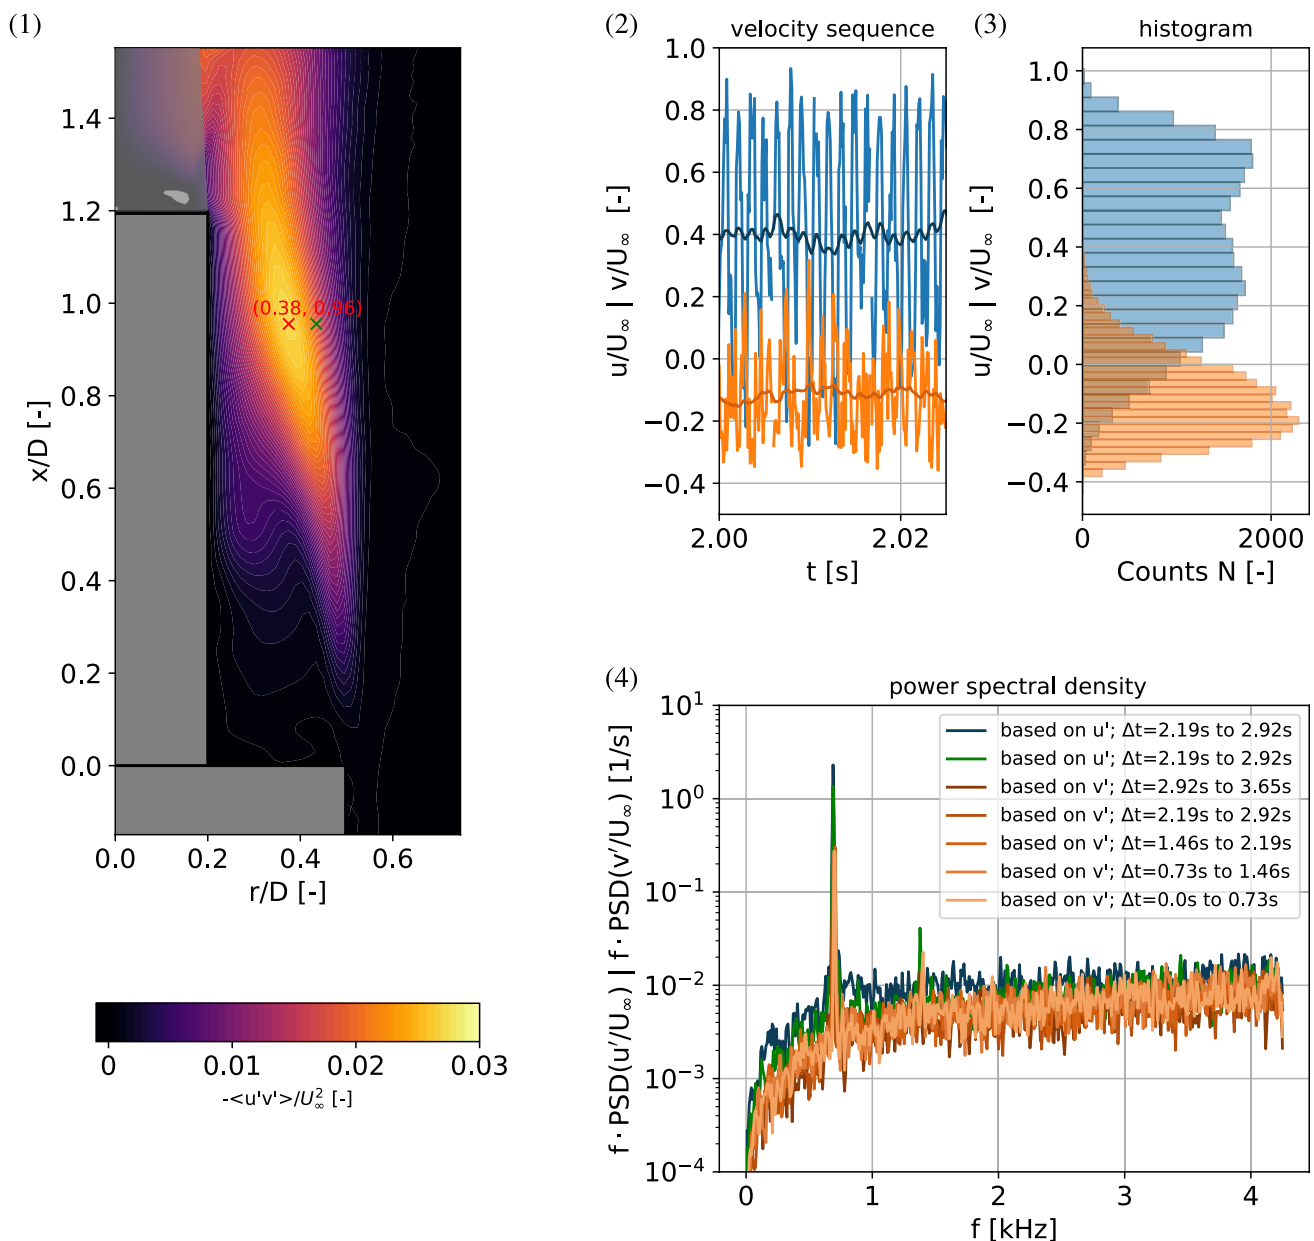 (1)
1.4
1.2
1.0
0.8
0.6
0.4
0.2
0.0
x/D [-]
(0.38, 0.96)
0.0
0.2
0.4
0.6
r/D [-]
0
0.01
0.02
0.03
-<u'v'>/U∞² [-]
(2)
velocity sequence
1.0
0.8
0.6
0.4
0.2
0.0
−0.2
−0.4
u/U∞ | v/U∞ [-]
2.00
2.02
t [s]
(3)
histogram
1.0
0.8
0.6
0.4
0.2
0.0
−0.2
−0.4
u/U∞ | v/U∞ [-]
0
2000
Counts N [-]
(4)
power spectral density
10¹
10⁰
10⁻¹
10⁻²
10⁻³
10⁻⁴
f · PSD(u'/U∞) | f · PSD(v'/U∞) [1/s]
based on u'; Δt=2.19s to 2.92s
based on u'; Δt=2.19s to 2.92s
based on v'; Δt=2.92s to 3.65s
based on v'; Δt=2.19s to 2.92s
based on v'; Δt=1.46s to 2.19s
based on v'; Δt=0.73s to 1.46s
based on v'; Δt=0.0s to 0.73s
0
1
2
3
4
f [kHz]